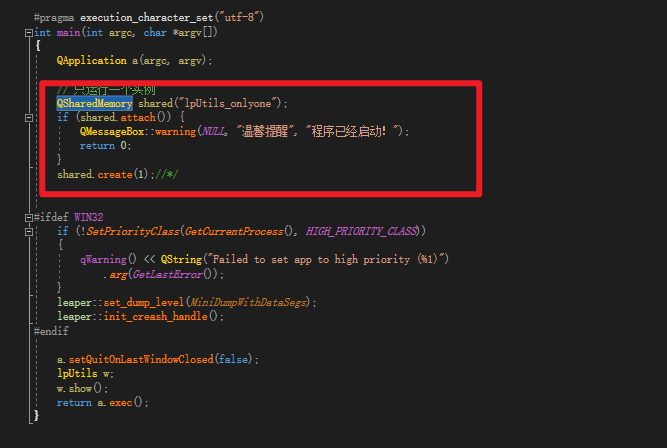 #pragma execution_character_set("utf-8")
int main(int argc, char *argv[])
{
QApplication a(argc, argv);
// 只运行一个实例
QSharedMemory shared("lpUtils_onlyone");
if (shared.attach()) {
QMessageBox::warning(NULL, "温馨提醒", "程序已经启动! ");
return 0;
}
shared.create(1);//*/
#ifdef WIN32
if (!SetPriorityClass(GetCurrentProcess(), HIGH_PRIORITY_CLASS))
{
qWarning() << QString("Failed to set app to high priority (%1)")
.arg(GetLastError());
}
leaper::set_dump_level(MiniDumpWithDataSegs);
leaper::init_creash_handle();
#endif
a.setQuitOnLastWindowClosed(false);
lpUtils w;
w.show();
return a.exec();
}